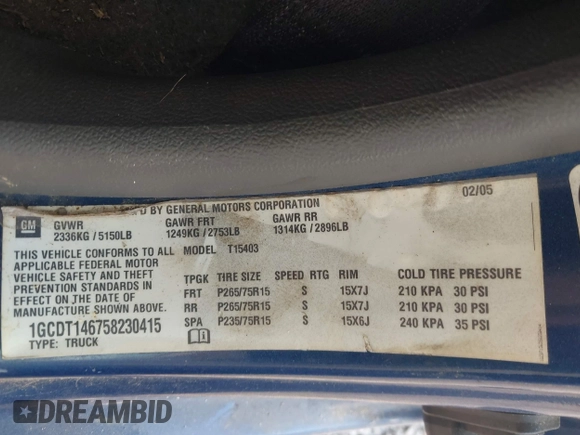 MFD BY GENERAL MOTORS CORPORATION 02/05
GM
GVWR GAWR FRT GAWR RR
2336KG / 5150LB 1249KG / 2753LB 1314KG / 2896LB
THIS VEHICLE CONFORMS TO ALL MODEL T15403
APPLICABLE FEDERAL MOTOR
VEHICLE SAFETY AND THEFT
PREVENTION STANDARDS IN
EFFECT ON THE DATE OF
MANUFACTURE SHOWN ABOVE.
1GCDT146758230415
TYPE: TRUCK
TPGK TIRE SIZE SPEED RTG RIM COLD TIRE PRESSURE
FRT P265/75R15 S 15X7J 210 KPA 30 PSI
RR P265/75R15 S 15X7J 210 KPA 30 PSI
SPA P235/75R15 S 15X6J 240 KPA 35 PSI
DREAMBID